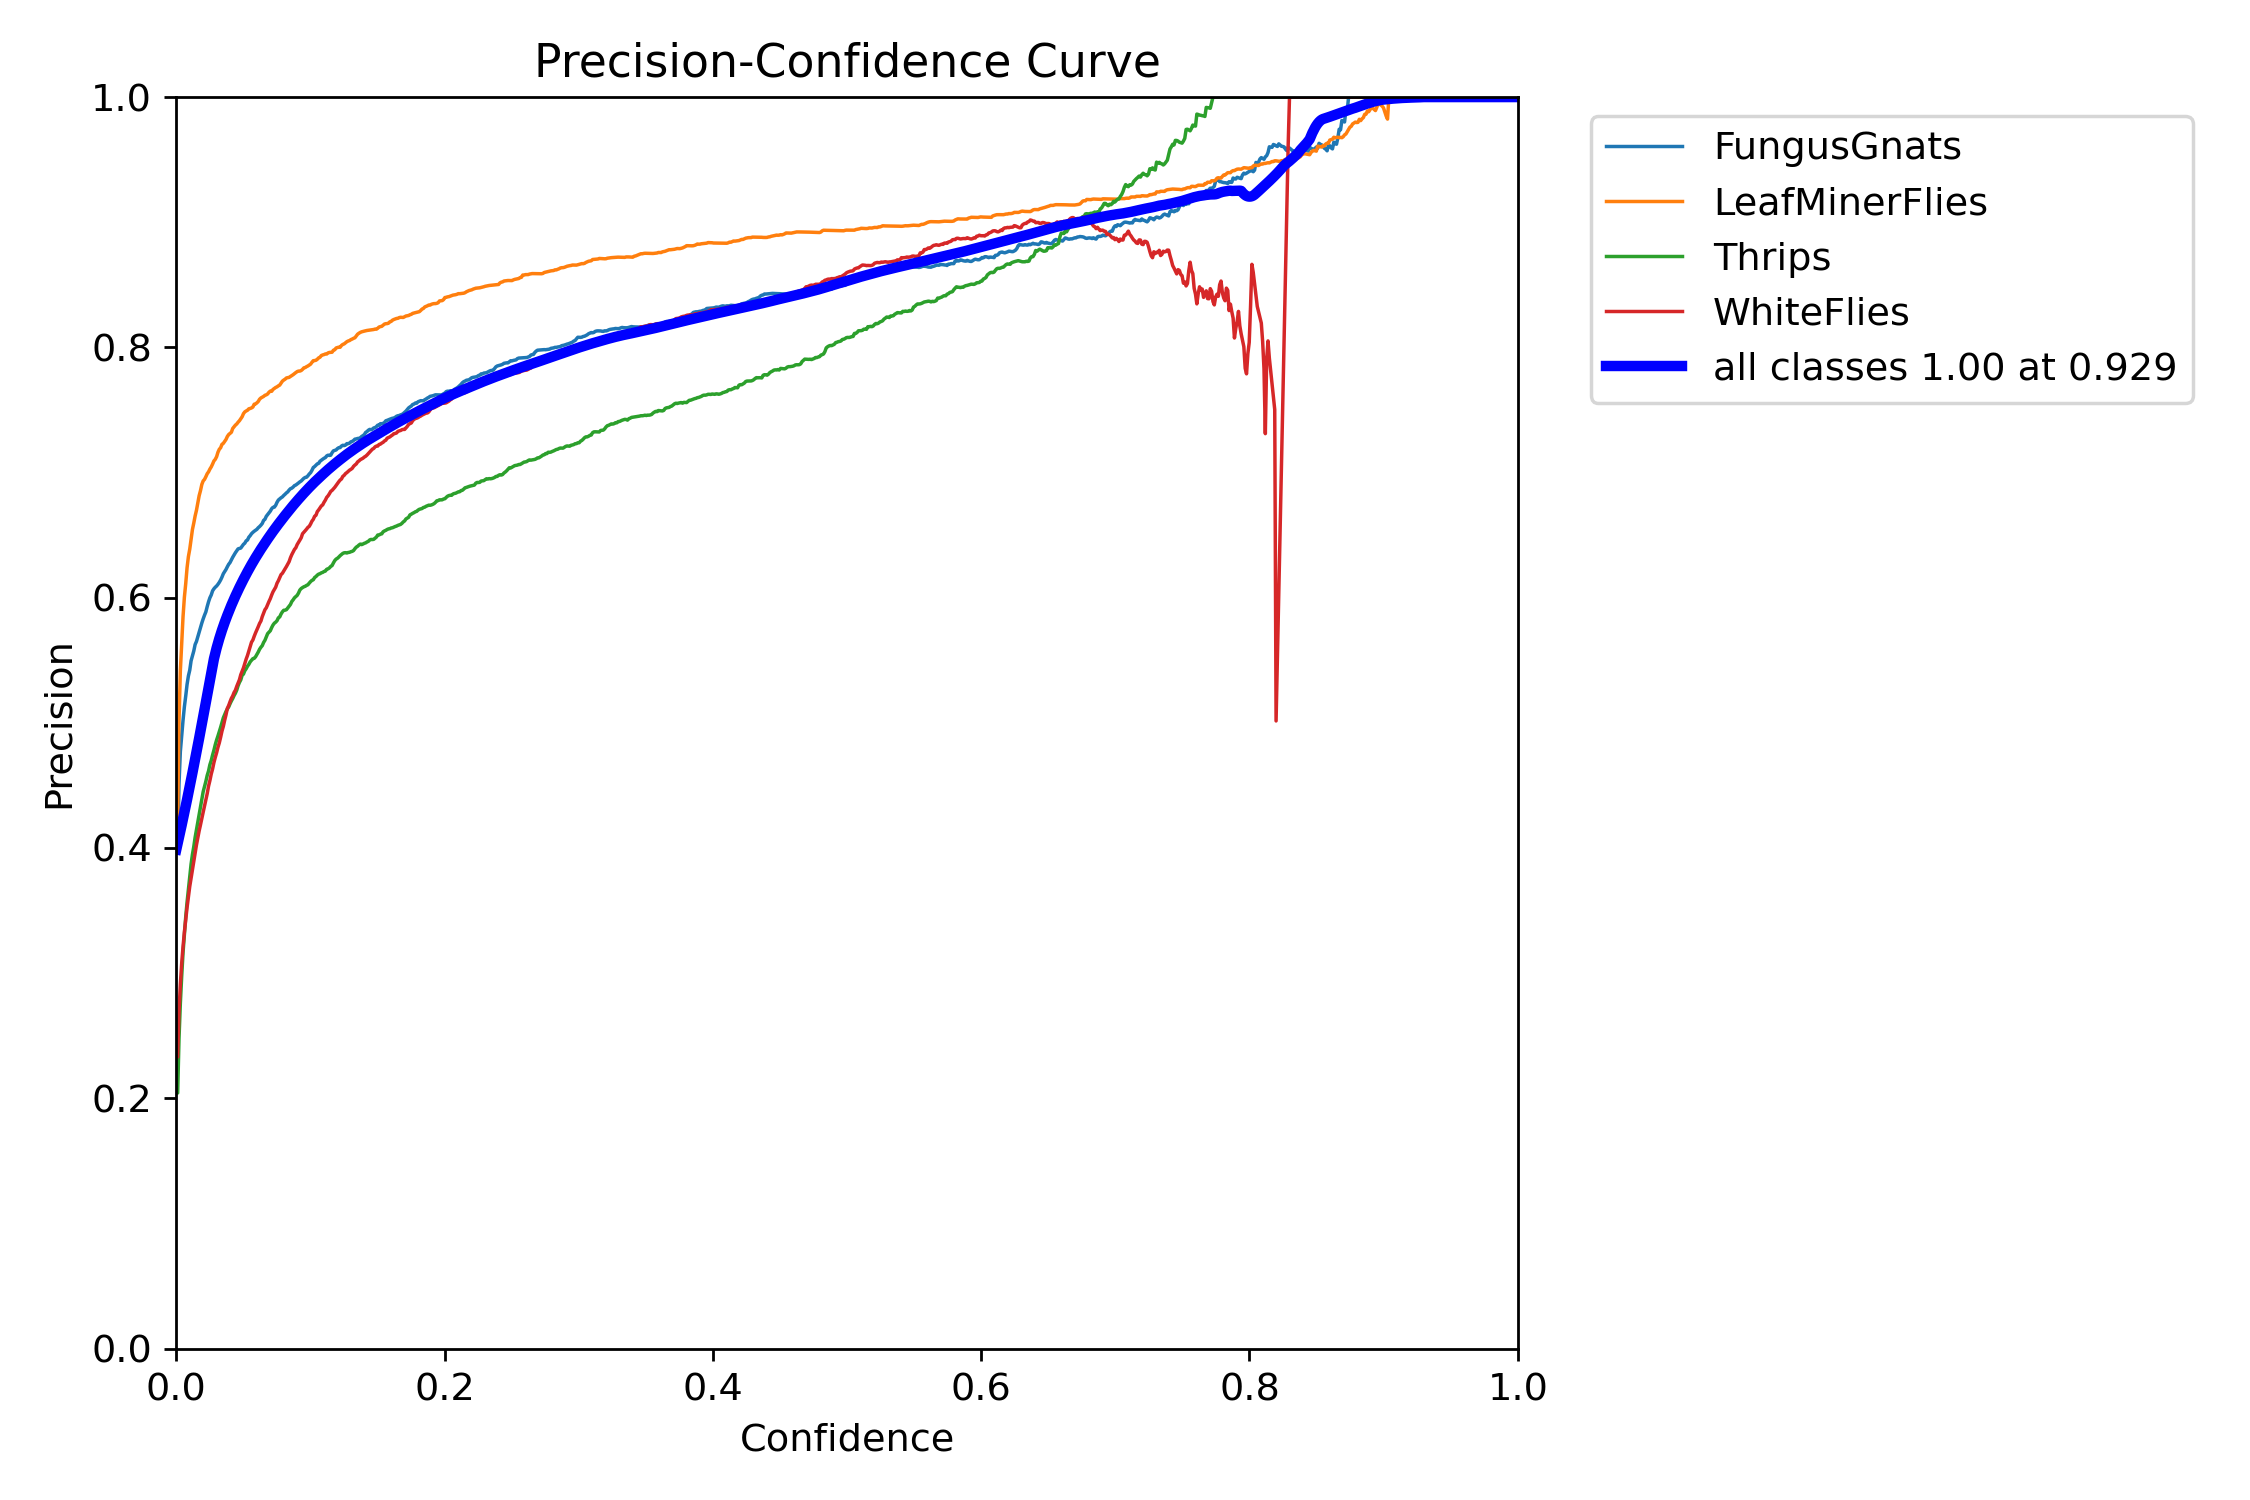 Precision-Confidence Curve
1.0
0.8
0.6
0.4
0.2
0.0
Precision
0.0 0.2 0.4 0.6 0.8 1.0
Confidence
FungusGnats
LeafMinerFlies
Thrips
WhiteFlies
all classes 1.00 at 0.929